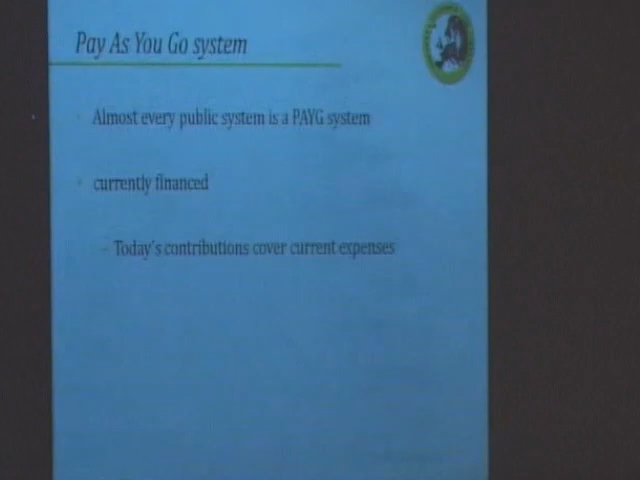 Pay As You Go system
Almost every public system is a PAYG system
currently financed
– Today's contributions cover current expenses